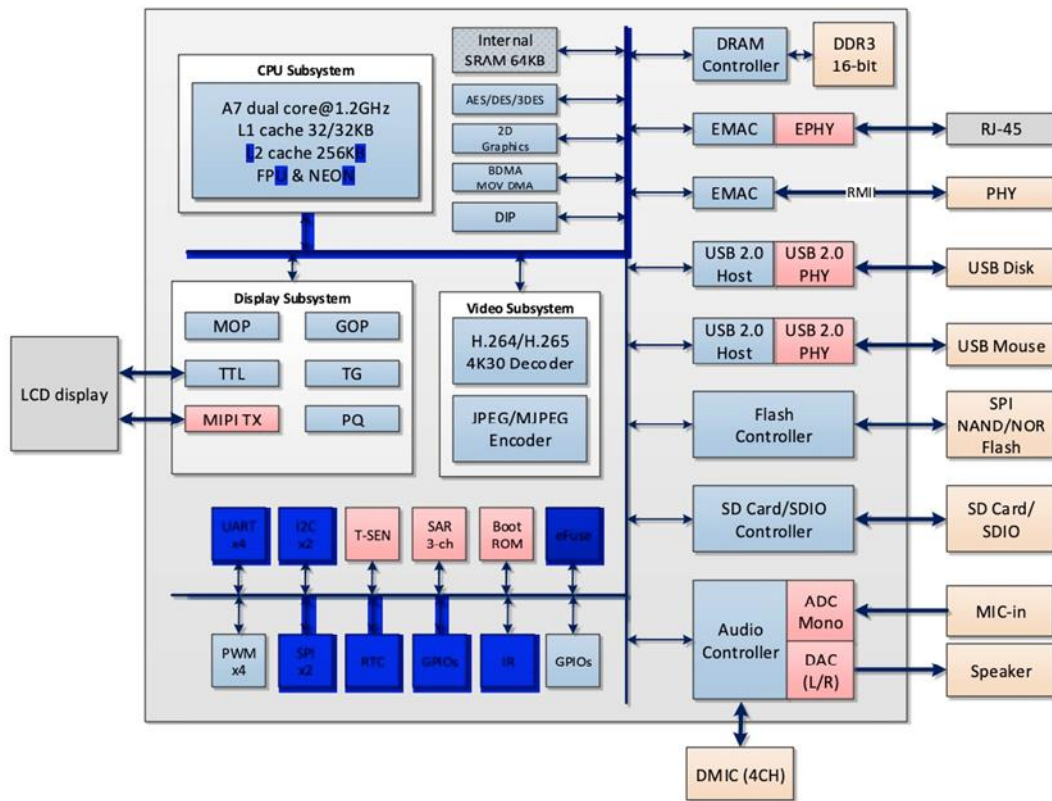 CPU Subsystem
A7 dual core@1.2GHz
L1 cache 32/32KB
L2 cache 256KB
FPU & NEON
Internal
SRAM 64KB
AES/DES/3DES
2D
Graphics
BDMA
MOV DMA
DIP
DRAM
Controller
DDR3
16-bit
EMAC
EPHY
RJ-45
EMAC
RMII
PHY
USB 2.0
Host
USB 2.0
PHY
USB Disk
USB 2.0
Host
USB 2.0
PHY
USB Mouse
Display Subsystem
MOP
GOP
TTL
TG
MIPI TX
PQ
LCD display
Video Subsystem
H.264/H.265
4K30 Decoder
JPEG/MJPEG
Encoder
Flash
Controller
SPI
NAND/NOR
Flash
SD Card/SDIO
Controller
SD Card/
SDIO
UART
x4
I2C
x2
T-SEN
SAR
3-ch
Boot
ROM
eFuse
PWM
x4
SPI
x2
RTC
GPIOs
IR
GPIOs
Audio
Controller
ADC
Mono
DAC
(L/R)
MIC-in
Speaker
DMIC (4CH)